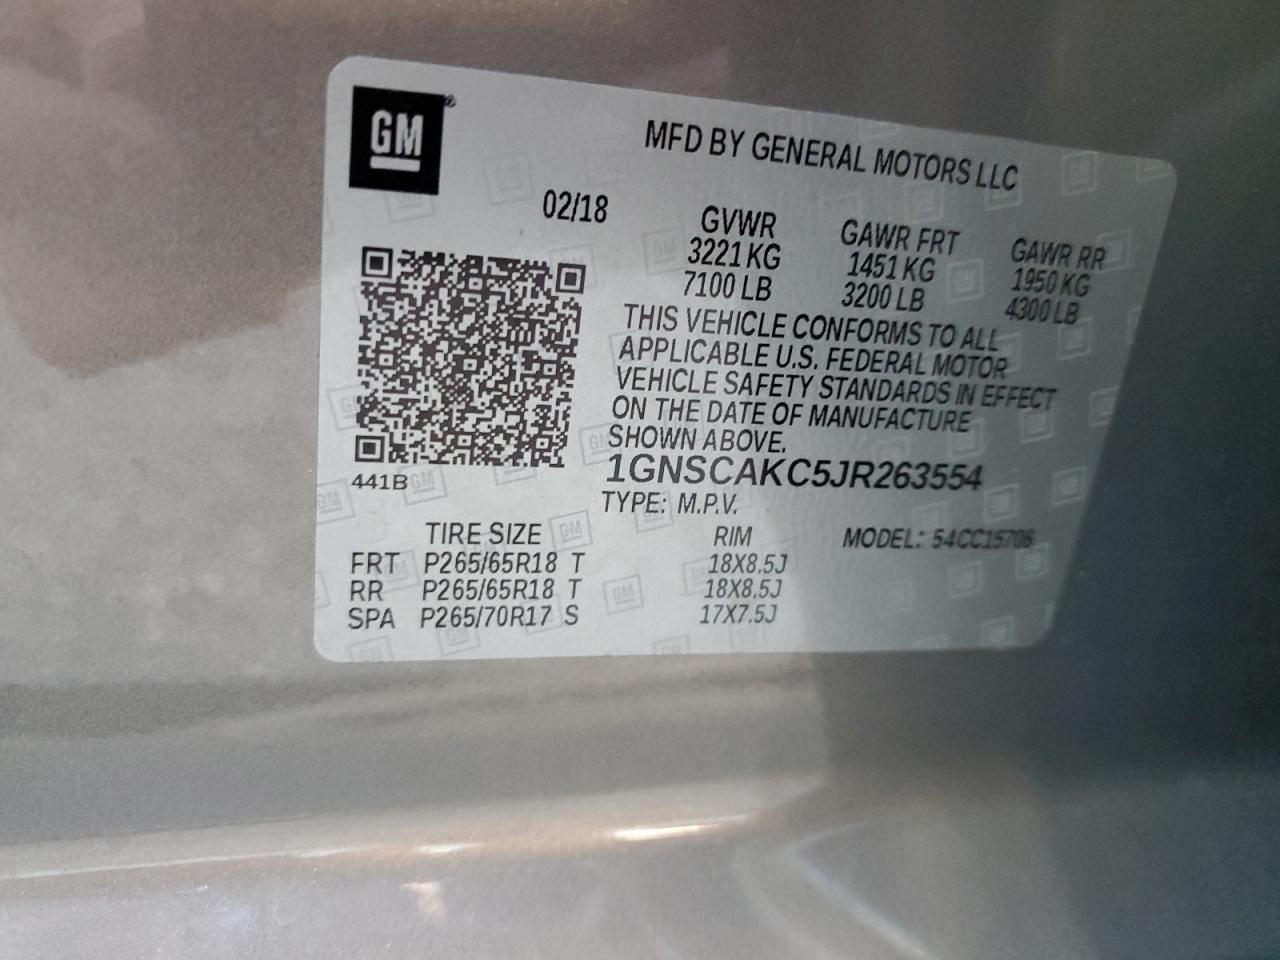 GM®
MFD BY GENERAL MOTORS LLC
02/18
GVWR GAWR FRT GAWR RR
3221 KG 1451 KG 1950 KG
7100 LB 3200 LB 4300 LB
THIS VEHICLE CONFORMS TO ALL
APPLICABLE U.S. FEDERAL MOTOR
VEHICLE SAFETY STANDARDS IN EFFECT
ON THE DATE OF MANUFACTURE
SHOWN ABOVE.
441B
1GNSCAKC5JR263554
TYPE: M.P.V.
TIRE SIZE RIM MODEL: 54CC15706
FRT P265/65R18 T 18X8.5J
RR P265/65R18 T 18X8.5J
SPA P265/70R17 S 17X7.5J